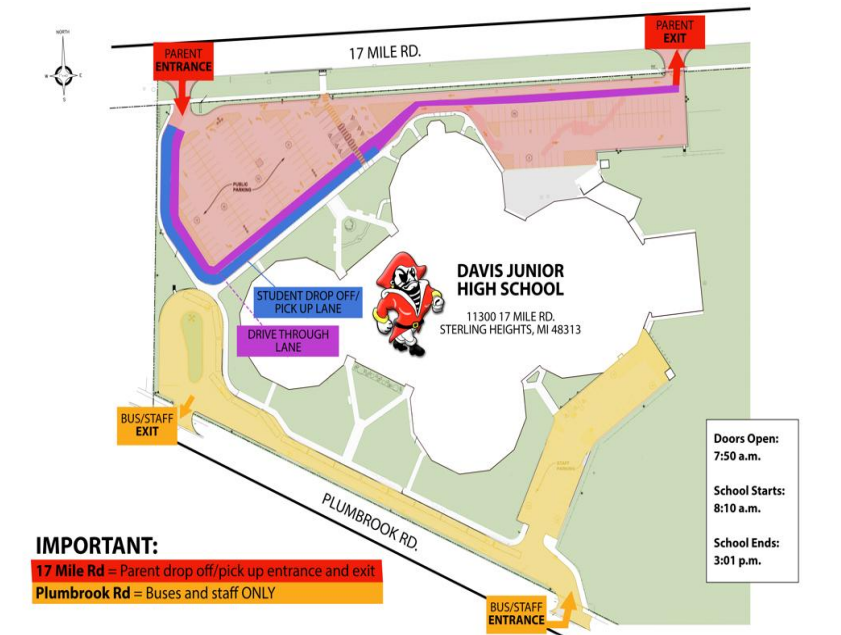 NORTH
W
E
S
PARENT
ENTRANCE
17 MILE RD.
PARENT
EXIT
PUBLIC
PARKING
STUDENT DROP OFF/
PICK UP LANE
DRIVE THROUGH
LANE
DAVIS JUNIOR
HIGH SCHOOL
11300 17 MILE RD.
STERLING HEIGHTS, MI 48313
BUS/STAFF
EXIT
STAFF
PARKING
PLUMBROOK RD.
Doors Open:
7:50 a.m.
School Starts:
8:10 a.m.
School Ends:
3:01 p.m.
IMPORTANT:
17 Mile Rd = Parent drop off/pick up entrance and exit
Plumbrook Rd = Buses and staff ONLY
BUS/STAFF
ENTRANCE